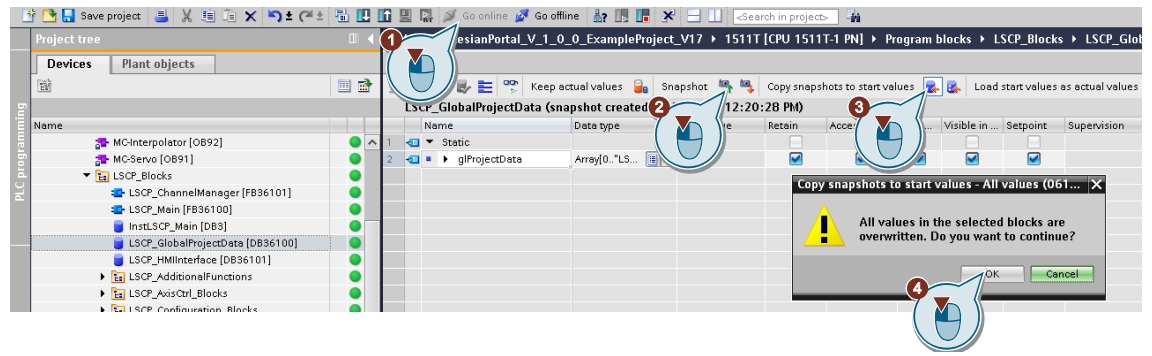 Save project Go online Go offline <Search in project>
Project tree
esianPortal_V_1_0_0_ExampleProject_V17 ▸ 1511T [CPU 1511T-1 PN] ▸ Program blocks ▸ LSCP_Blocks ▸ LSCP_Glob
1
Devices Plant objects
Keep actual values Snapshot Copy snapshots to start values Load start values as actual values
LSCP_GlobalProjectData (snapshot created 12:20:28 PM)
2
3
Name
Name Data type Retain Acce Visible in ... Setpoint Supervision
1 Static
2 glProjectData Array[0.."LS...
MC-Interpolator [OB92]
MC-Servo [OB91]
LSCP_Blocks
LSCP_ChannelManager [FB36101]
LSCP_Main [FB36100]
InstLSCP_Main [DB3]
LSCP_GlobalProjectData [DB36100]
LSCP_HMIInterface [DB36101]
LSCP_AdditionalFunctions
LSCP_AxisCtrl_Blocks
LSCP_Configuration_Blocks
PLC programming
Copy snapshots to start values - All values (061... X
All values in the selected blocks are
overwritten. Do you want to continue?
OK Cancel
4